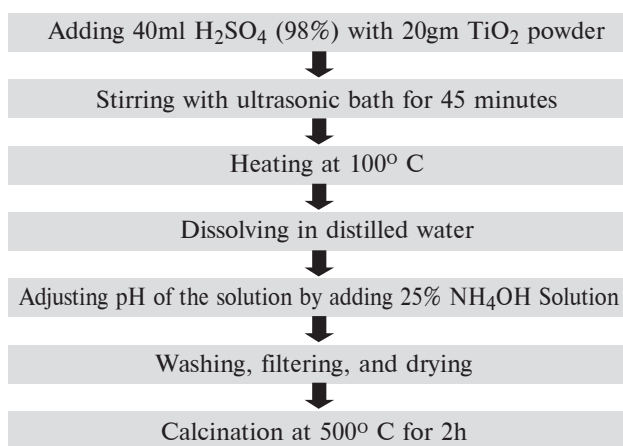 Adding 40ml H₂SO₄ (98%) with 20gm TiO₂ powder
Stirring with ultrasonic bath for 45 minutes
Heating at 100° C
Dissolving in distilled water
Adjusting pH of the solution by adding 25% NH₄OH Solution
Washing, filtering, and drying
Calcination at 500° C for 2h